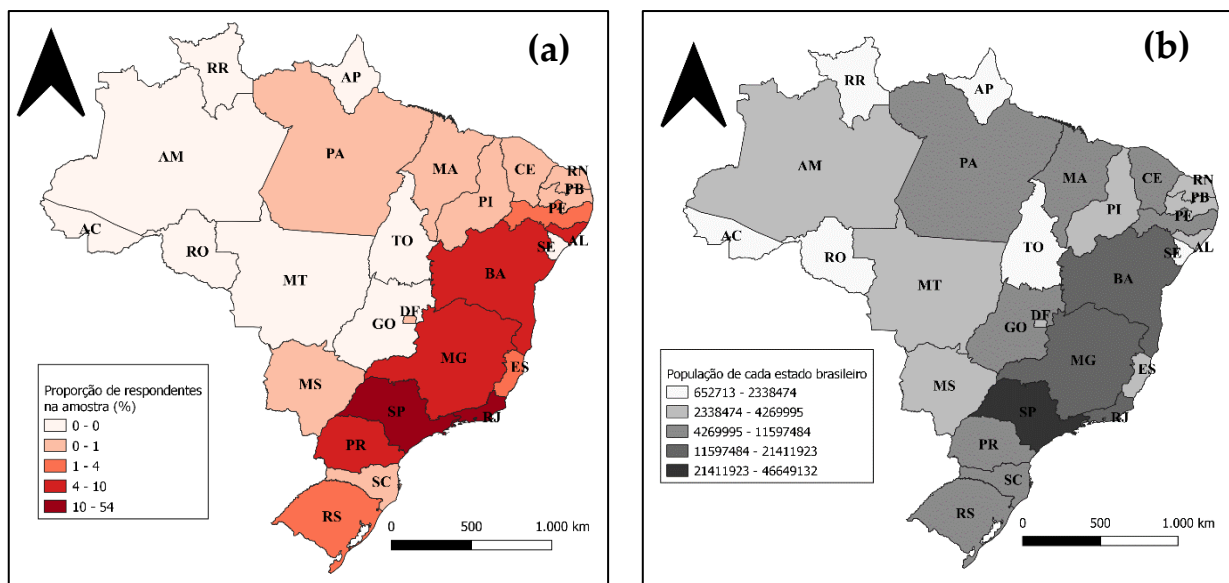 (a)
RR
AP
AM
PA
MA
CE
RN
PB
PE
PI
AL
SE
AC
RO
TO
BA
MT
DF
GO
MG
ES
MS
SP
RJ
PR
SC
RS
Proporção de respondentes
na amostra (%)
0 - 0
0 - 1
1 - 4
4 - 10
10 - 54
0 500 1.000 km
(b)
RR
AP
AM
PA
MA
CE
RN
PB
PE
PI
AL
SE
AC
RO
TO
BA
MT
DF
GO
MG
ES
MS
SP
RJ
PR
SC
RS
População de cada estado brasileiro
652713 - 2338474
2338474 - 4269995
4269995 - 11597484
11597484 - 21411923
21411923 - 46649132
0 500 1.000 km